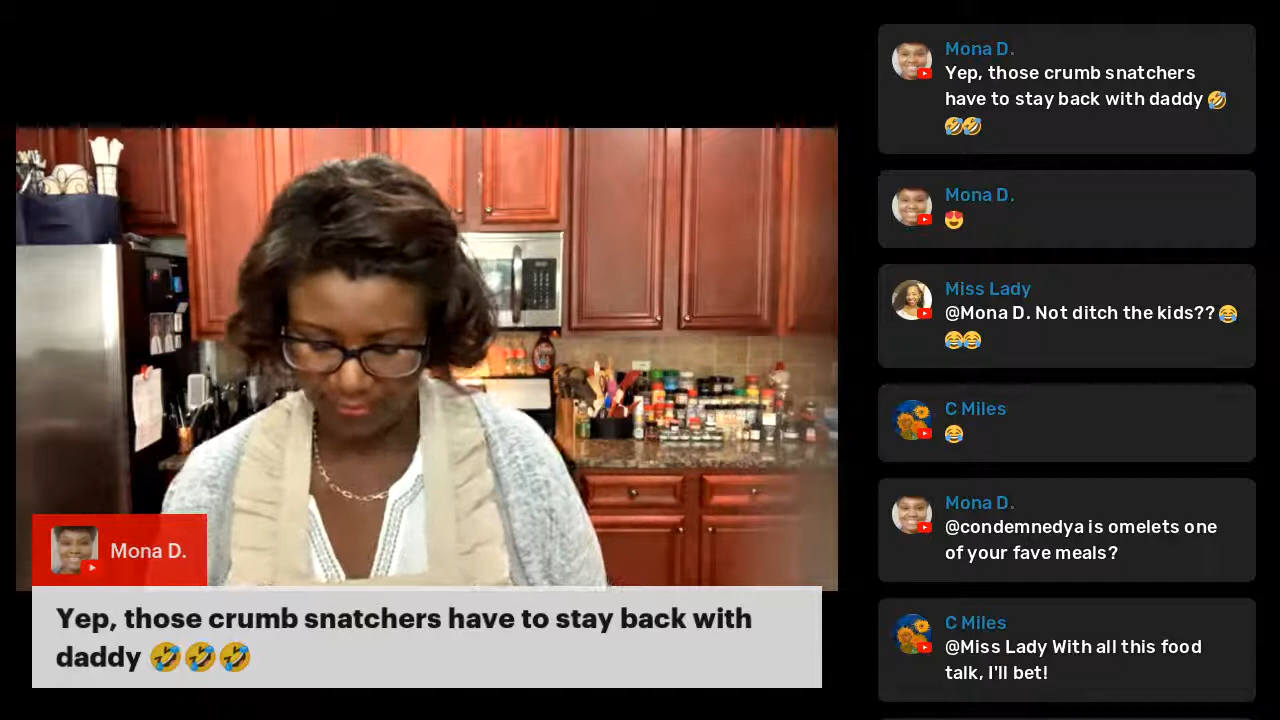 Mona D.
Yep, those crumb snatchers have to stay back with
daddy 🤣🤣🤣
Mona D.
Yep, those crumb snatchers
have to stay back with daddy 🤣
🤣🤣
Mona D.
😍
Miss Lady
@Mona D. Not ditch the kids?? 😂
😂😂
C Miles
😂
Mona D.
@condemnedya is omelets one
of your fave meals?
C Miles
@Miss Lady With all this food
talk, I'll bet!